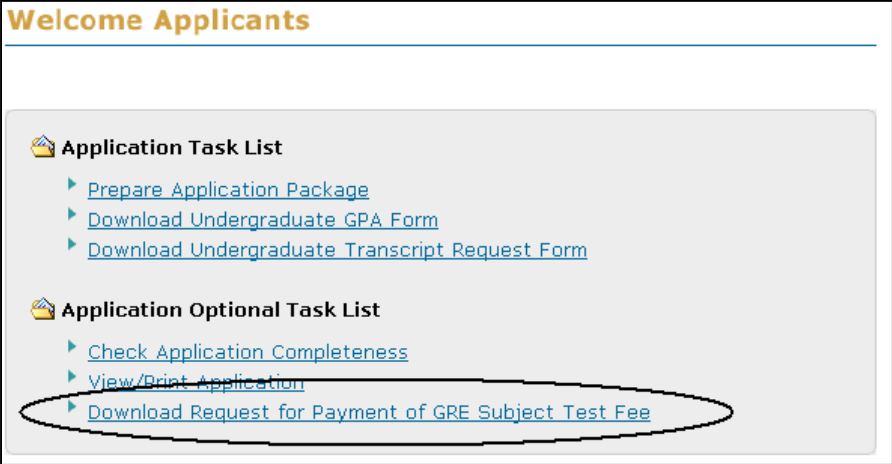 Welcome Applicants
Application Task List
Prepare Application Package
Download Undergraduate GPA Form
Download Undergraduate Transcript Request Form
Application Optional Task List
Check Application Completeness
View/Print Application
Download Request for Payment of GRE Subject Test Fee